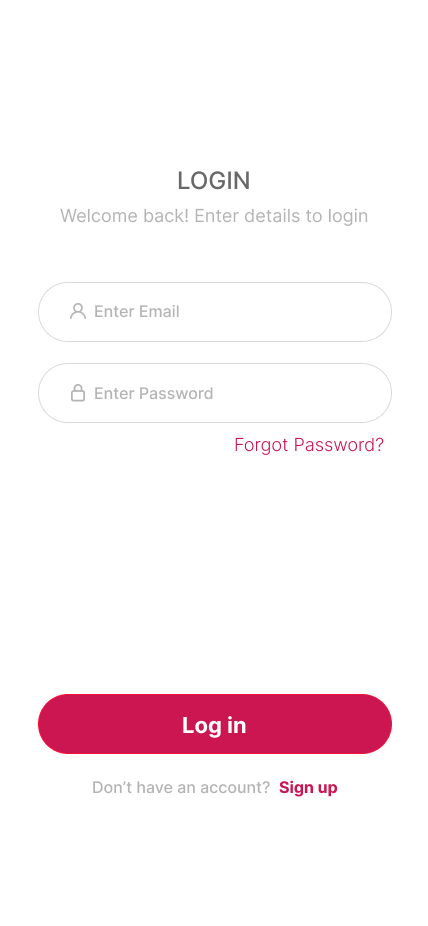 LOGIN
Welcome back! Enter details to login
Enter Email
Enter Password
Forgot Password?
Log in
Don’t have an account? Sign up